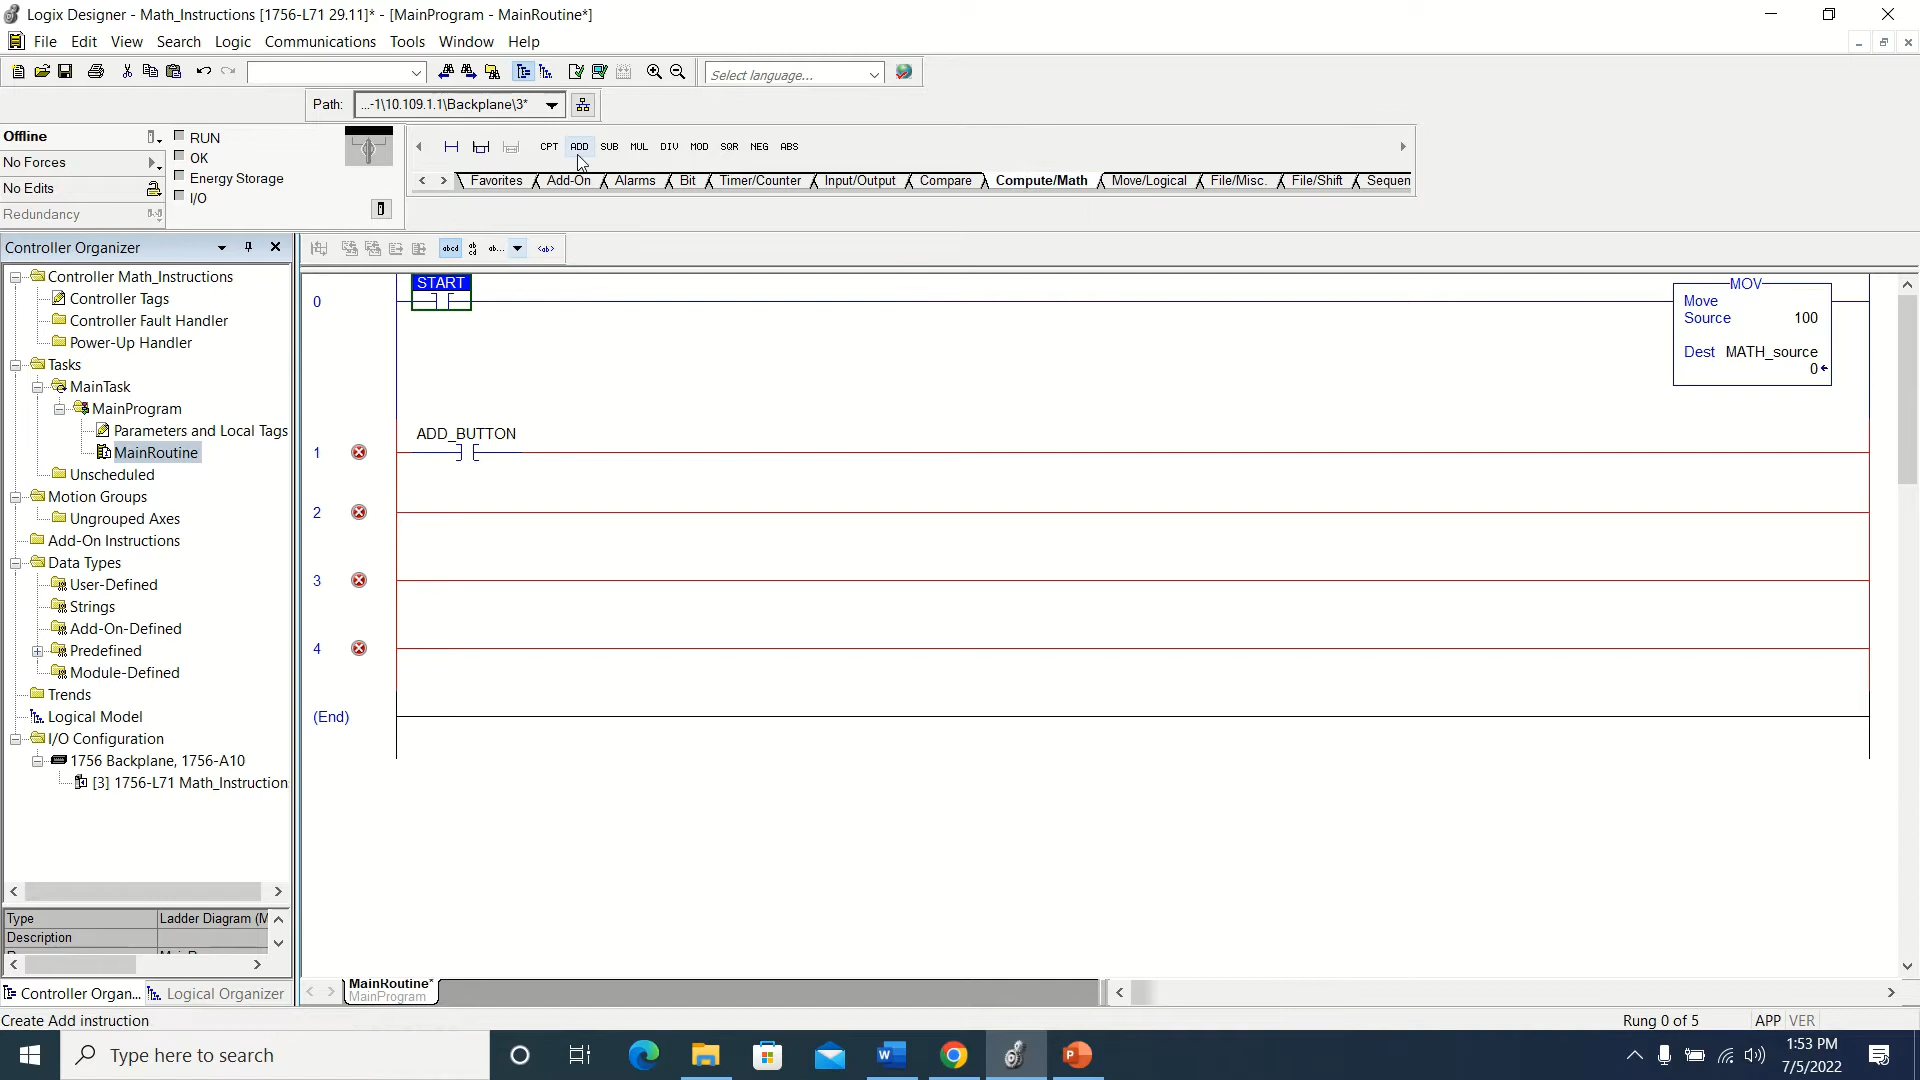 Logix Designer - Math_Instructions [1756-L71 29.11]* - [MainProgram - MainRoutine*]
File Edit View Search Logic Communications Tools Window Help
Select language...
Path: ...-1\10.109.1.1\Backplane\3*
Offline
No Forces
No Edits
Redundancy
RUN
OK
Energy Storage
I/O
CPT ADD SUB MUL DIV MOD SQR NEG ABS
Favorites Add-On Alarms Bit Timer/Counter Input/Output Compare Compute/Math Move/Logical File/Misc. File/Shift Sequen
Controller Organizer
Controller Math_Instructions
Controller Tags
Controller Fault Handler
Power-Up Handler
Tasks
MainTask
MainProgram
Parameters and Local Tags
MainRoutine
Unscheduled
Motion Groups
Ungrouped Axes
Add-On Instructions
Data Types
User-Defined
Strings
Add-On-Defined
Predefined
Module-Defined
Trends
Logical Model
I/O Configuration
1756 Backplane, 1756-A10
[3] 1756-L71 Math_Instruction
Type Ladder Diagram (M
Description
Controller Organ... Logical Organizer
abcd ab cd ab... <ab>
0 START
MOV
Move
Source 100
Dest MATH_source
0
ADD_BUTTON
1
2
3
4
(End)
MainRoutine*
MainProgram
Create Add instruction
Rung 0 of 5 APP VER
Type here to search
1:53 PM
7/5/2022